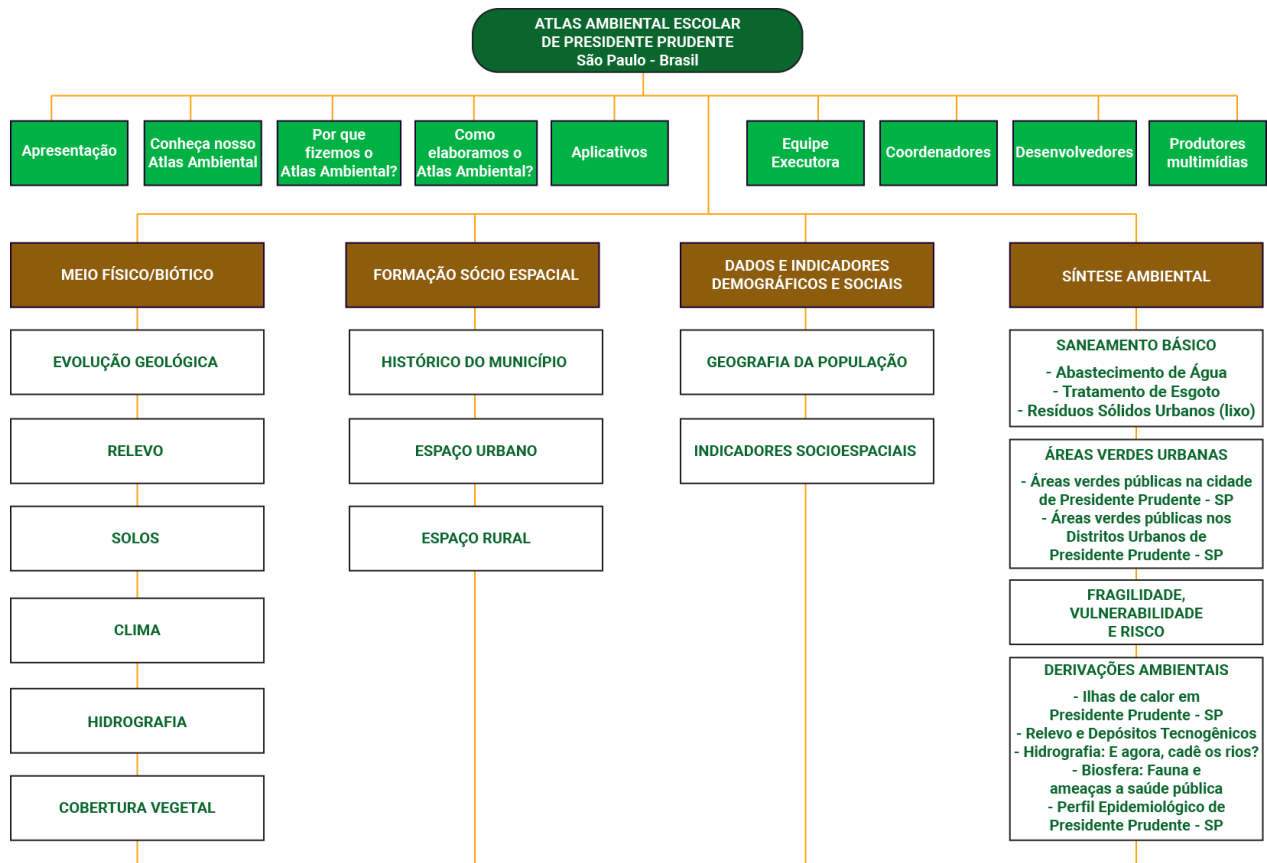 ATLAS AMBIENTAL ESCOLAR
DE PRESIDENTE PRUDENTE
São Paulo - Brasil
Apresentação
Conheça nosso
Atlas Ambiental
Por que
fizemos o
Atlas Ambiental?
Como
elaboramos o
Atlas Ambiental?
Aplicativos
Equipe
Executora
Coordenadores
Desenvolvedores
Produtores
multimídias
MEIO FÍSICO/BIÓTICO
EVOLUÇÃO GEOLÓGICA
RELEVO
SOLOS
CLIMA
HIDROGRAFIA
COBERTURA VEGETAL
FORMAÇÃO SÓCIO ESPACIAL
HISTÓRICO DO MUNICÍPIO
ESPAÇO URBANO
ESPAÇO RURAL
DADOS E INDICADORES
DEMOGRÁFICOS E SOCIAIS
GEOGRAFIA DA POPULAÇÃO
INDICADORES SOCIOESPACIAIS
SÍNTESE AMBIENTAL
SANEAMENTO BÁSICO
- Abastecimento de Água
- Tratamento de Esgoto
- Resíduos Sólidos Urbanos (lixo)
ÁREAS VERDES URBANAS
- Áreas verdes públicas na cidade
de Presidente Prudente - SP
- Áreas verdes públicas nos
Distritos Urbanos de
Presidente Prudente - SP
FRAGILIDADE,
VULNERABILIDADE
E RISCO
DERIVAÇÕES AMBIENTAIS
- Ilhas de calor em
Presidente Prudente - SP
- Relevo e Depósitos Tecnogênicos
- Hidrografia: E agora, cadê os rios?
- Biosfera: Fauna e
ameaças a saúde pública
- Perfil Epidemiológico de
Presidente Prudente - SP